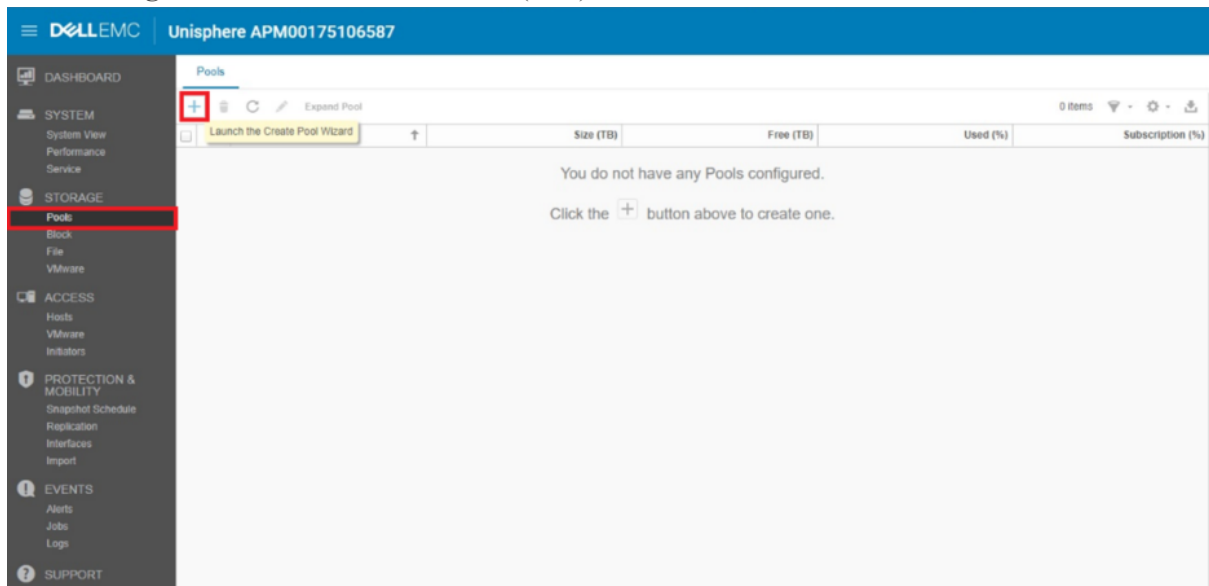 DELLEMC Unisphere APM00175106587
DASHBOARD
SYSTEM
System View
Performance
Service
STORAGE
Pools
Block
File
VMware
ACCESS
Hosts
VMware
Initiators
PROTECTION &
MOBILITY
Snapshot Schedule
Replication
Interfaces
Import
EVENTS
Alerts
Jobs
Logs
SUPPORT
Pools
Expand Pool 0 items
Launch the Create Pool Wizard
Size (TB) Free (TB) Used (%) Subscription (%)
You do not have any Pools configured.
Click the + button above to create one.